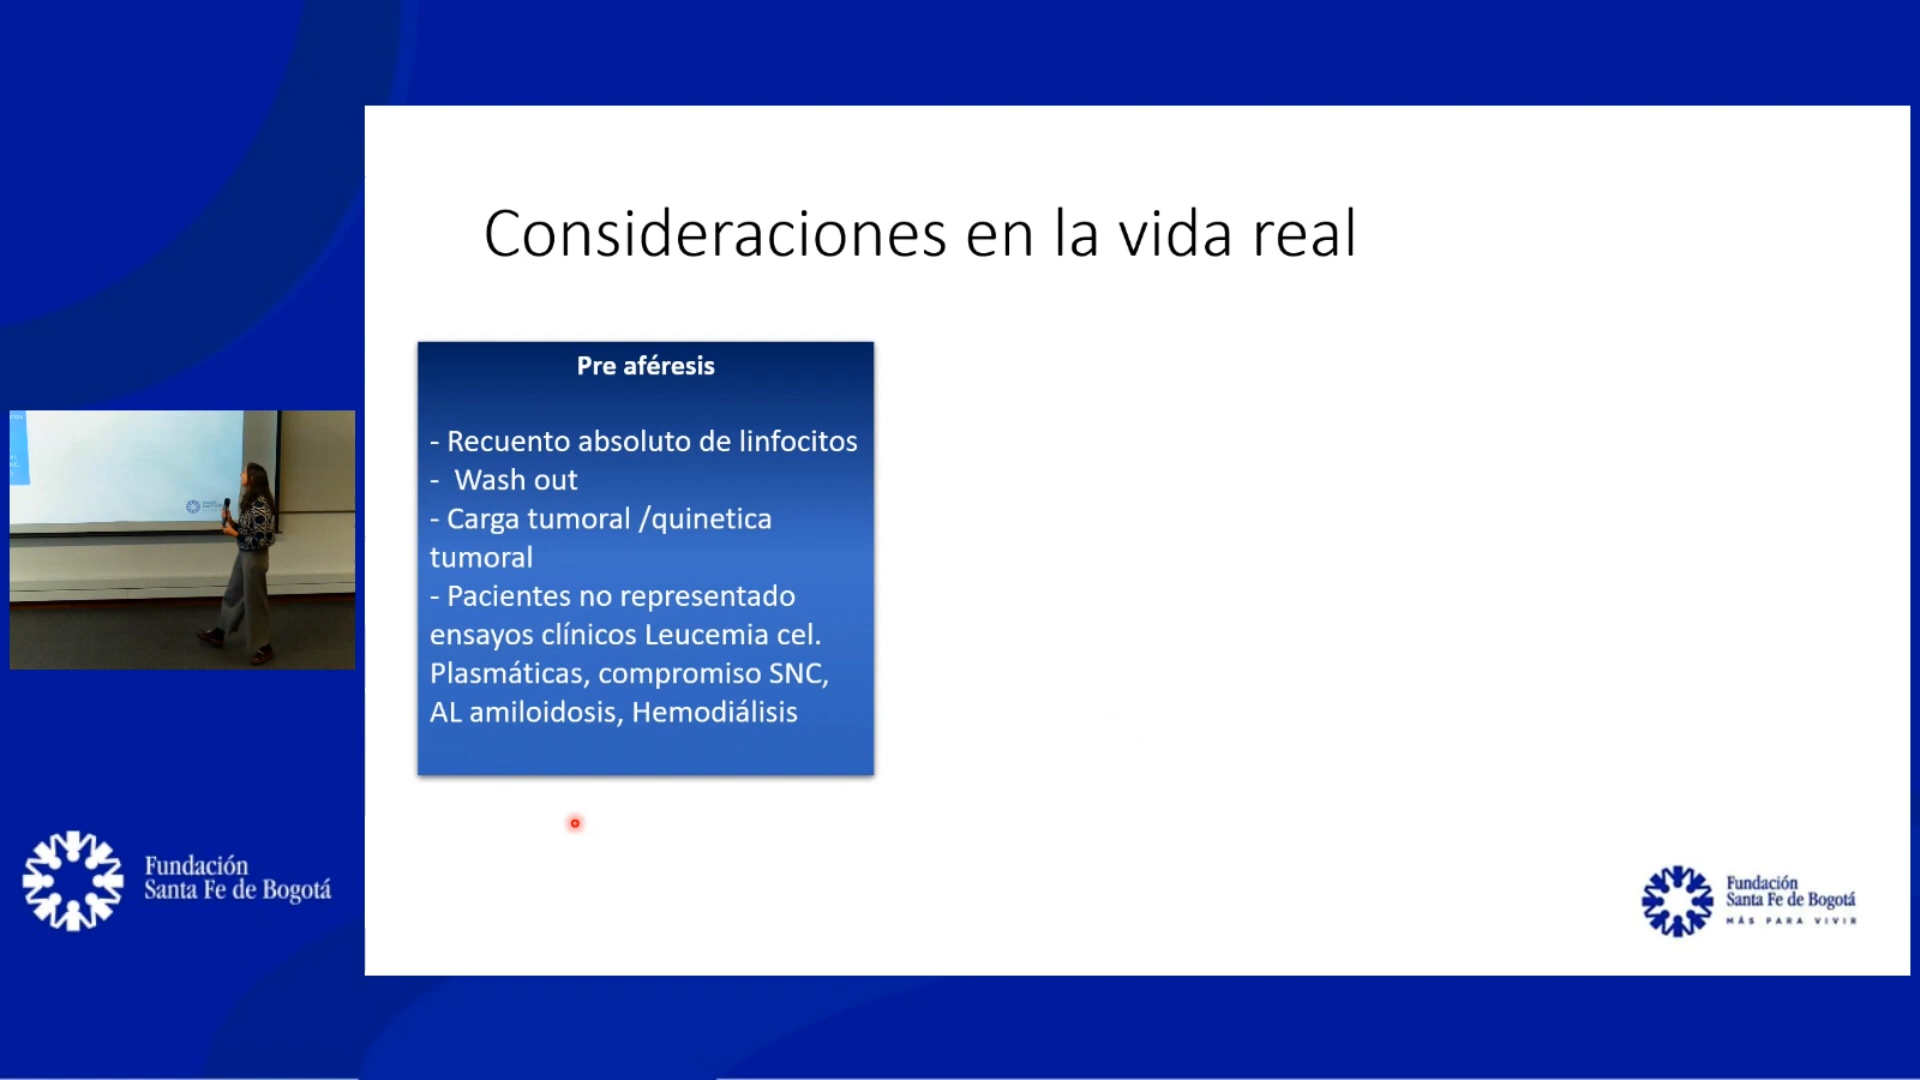 Consideraciones en la vida real
Pre aféresis
- Recuento absoluto de linfocitos
- Wash out
- Carga tumoral /quinetica
tumoral
- Pacientes no representado
ensayos clínicos Leucemia cel.
Plasmáticas, compromiso SNC,
AL amiloidosis, Hemodiálisis
Fundación
Santa Fe de Bogotá
Fundación
Santa Fe de Bogotá
MÁS PARA VIVIR